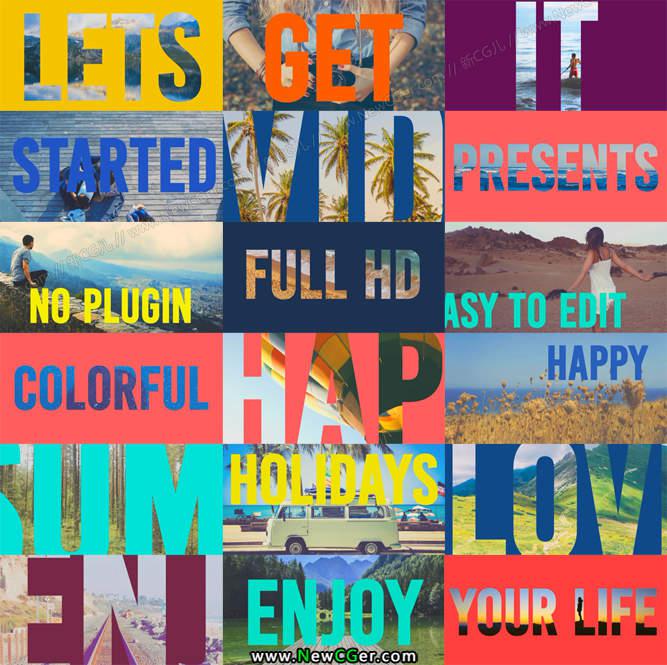 LETS
GET
IT
STARTED
VID
PRESENTS
NO PLUGIN
FULL HD
ASY TO EDIT
COLORFUL
HAP
HAPPY
SUM
HOLIDAYS
LOV
ENJ
ENJOY
YOUR LIFE
www.NewCGer.com